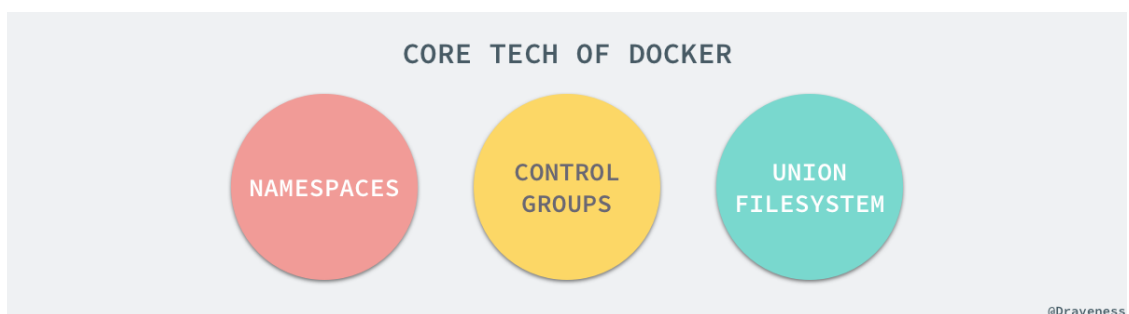 CORE TECH OF DOCKER
NAMESPACES
CONTROL
GROUPS
UNION
FILESYSTEM
@Draveness